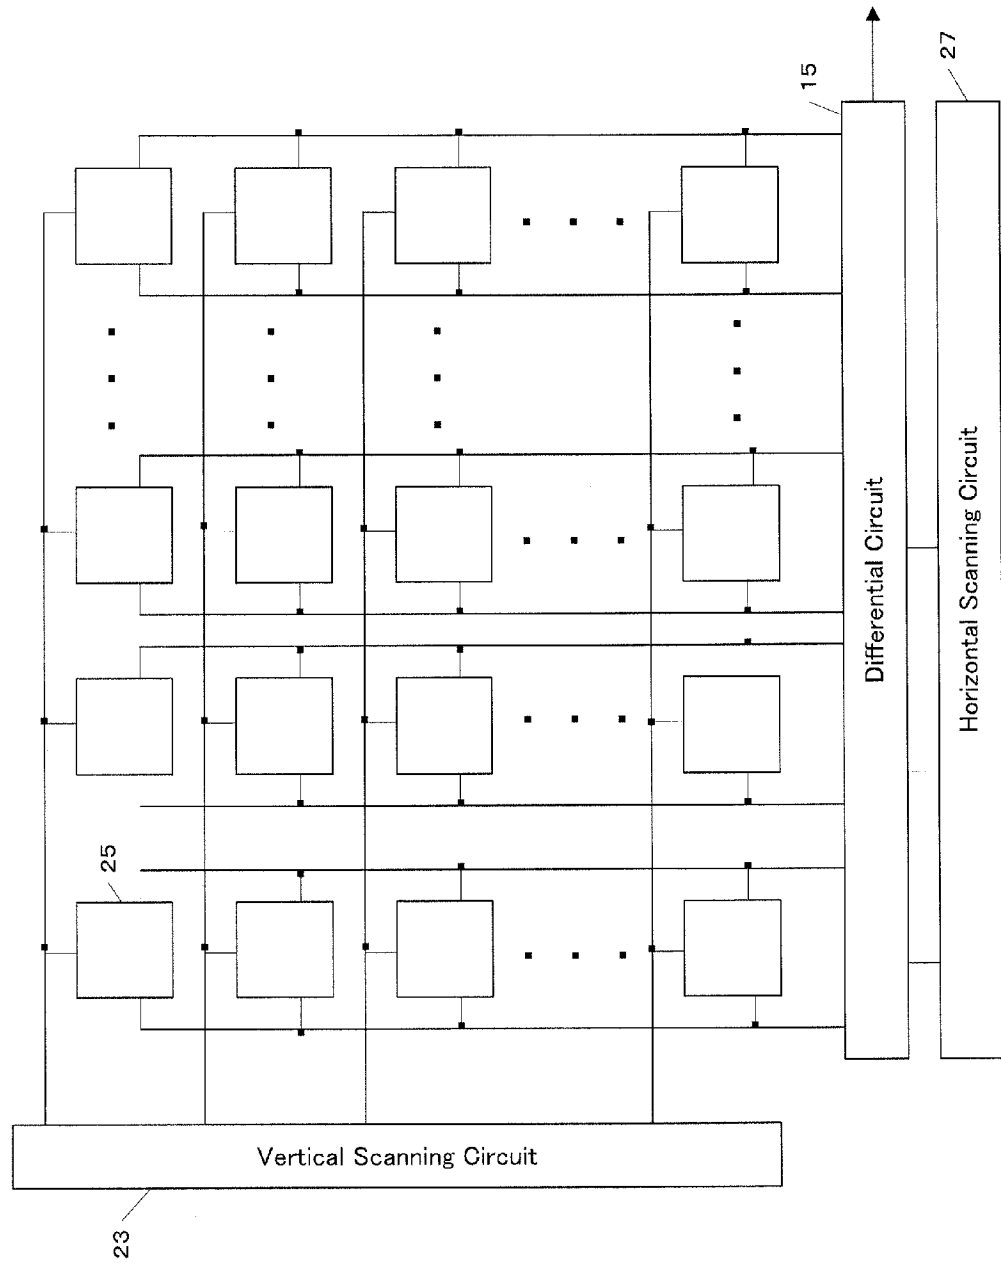 27
15
Differential Circuit
Horizontal Scanning Circuit
25
Vertical Scanning Circuit
23